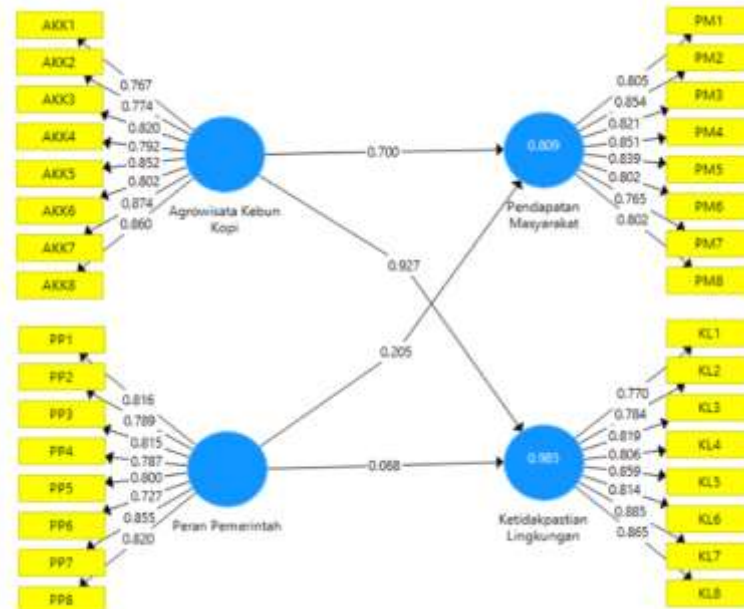 AKK1
AKK2
AKK3
AKK4
AKK5
AKK6
AKK7
AKK8
0.767
0.774
0.820
0.792
0.852
0.802
0.874
0.860
Agrowisata Kebun
Kopi
0.700
0.927
0.205
0.068
0.809
Pendapatan
Masyarakat
0.805
0.854
0.821
0.851
0.839
0.802
0.765
0.802
PM1
PM2
PM3
PM4
PM5
PM6
PM7
PM8
PP1
PP2
PP3
PP4
PP5
PP6
PP7
PP8
0.816
0.789
0.815
0.787
0.800
0.727
0.855
0.820
Peran Pemerintah
0.983
Ketidakpastian
Lingkungan
0.770
0.784
0.819
0.806
0.859
0.814
0.885
0.865
KL1
KL2
KL3
KL4
KL5
KL6
KL7
KL8